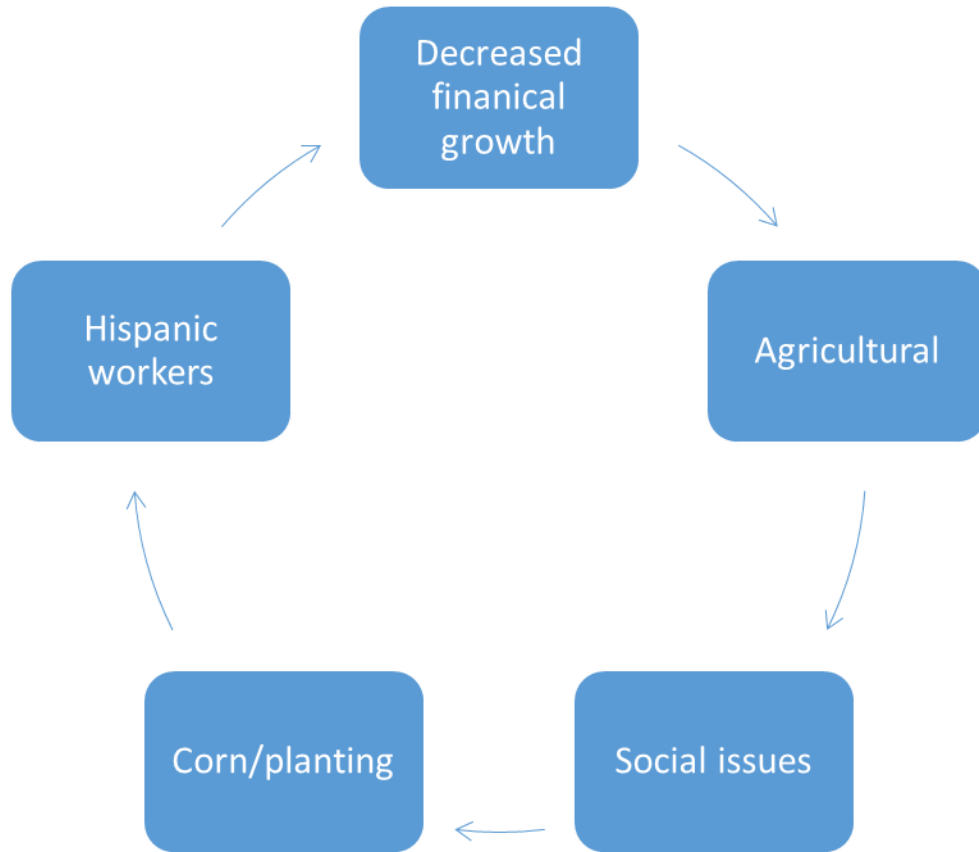 Decreased
finanical
growth
Agricultural
Social issues
Corn/planting
Hispanic
workers